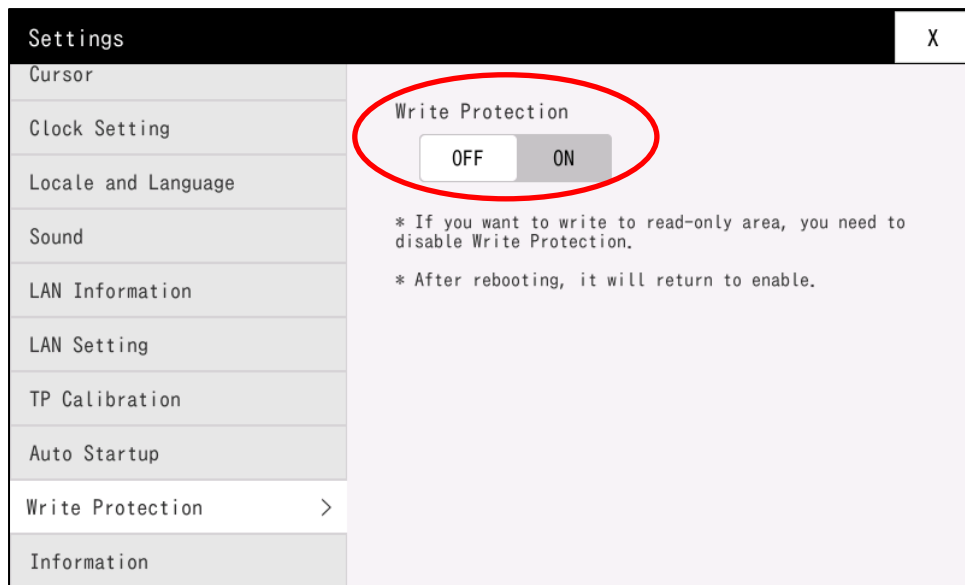 Settings
X
Cursor
Clock Setting
Locale and Language
Sound
LAN Information
LAN Setting
TP Calibration
Auto Startup
Write Protection >
Information
Write Protection
OFF ON
* If you want to write to read-only area, you need to
disable Write Protection.
* After rebooting, it will return to enable.